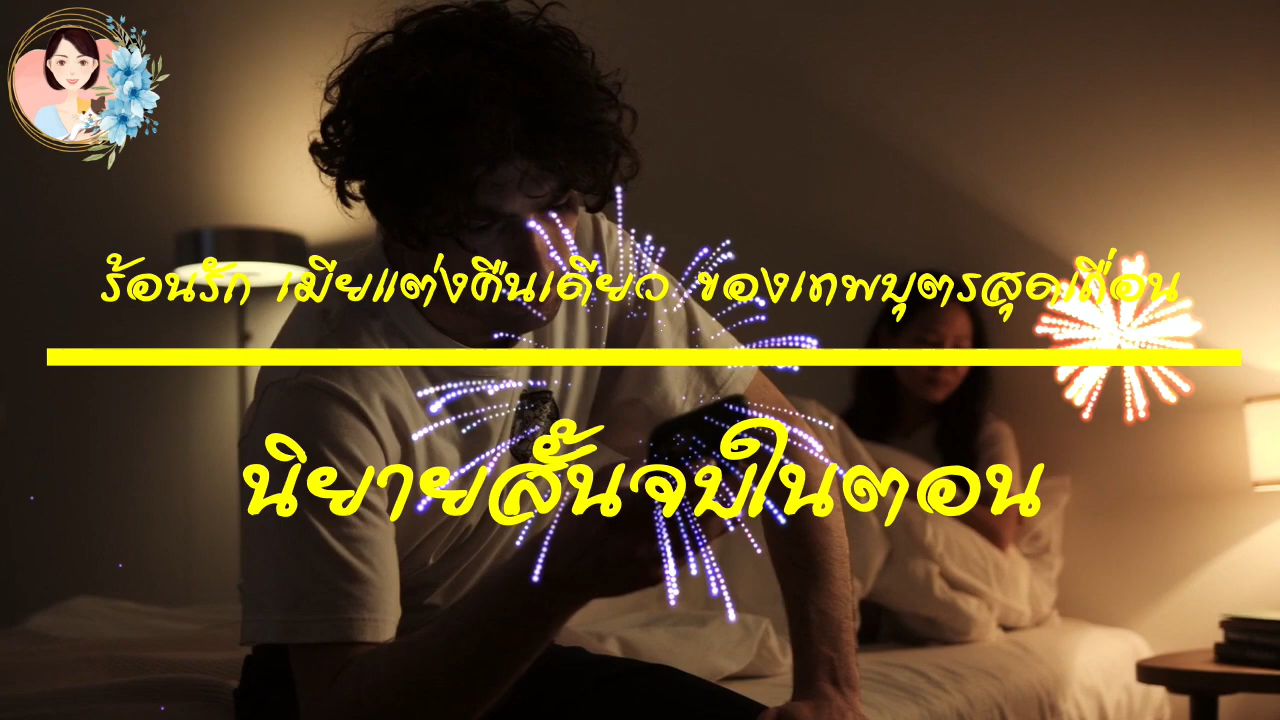 ร้อนรัก เมียแต่งคืนเดียว ของเทพบุตรสุดเถื่อน
นิยายสั้นจบในตอน